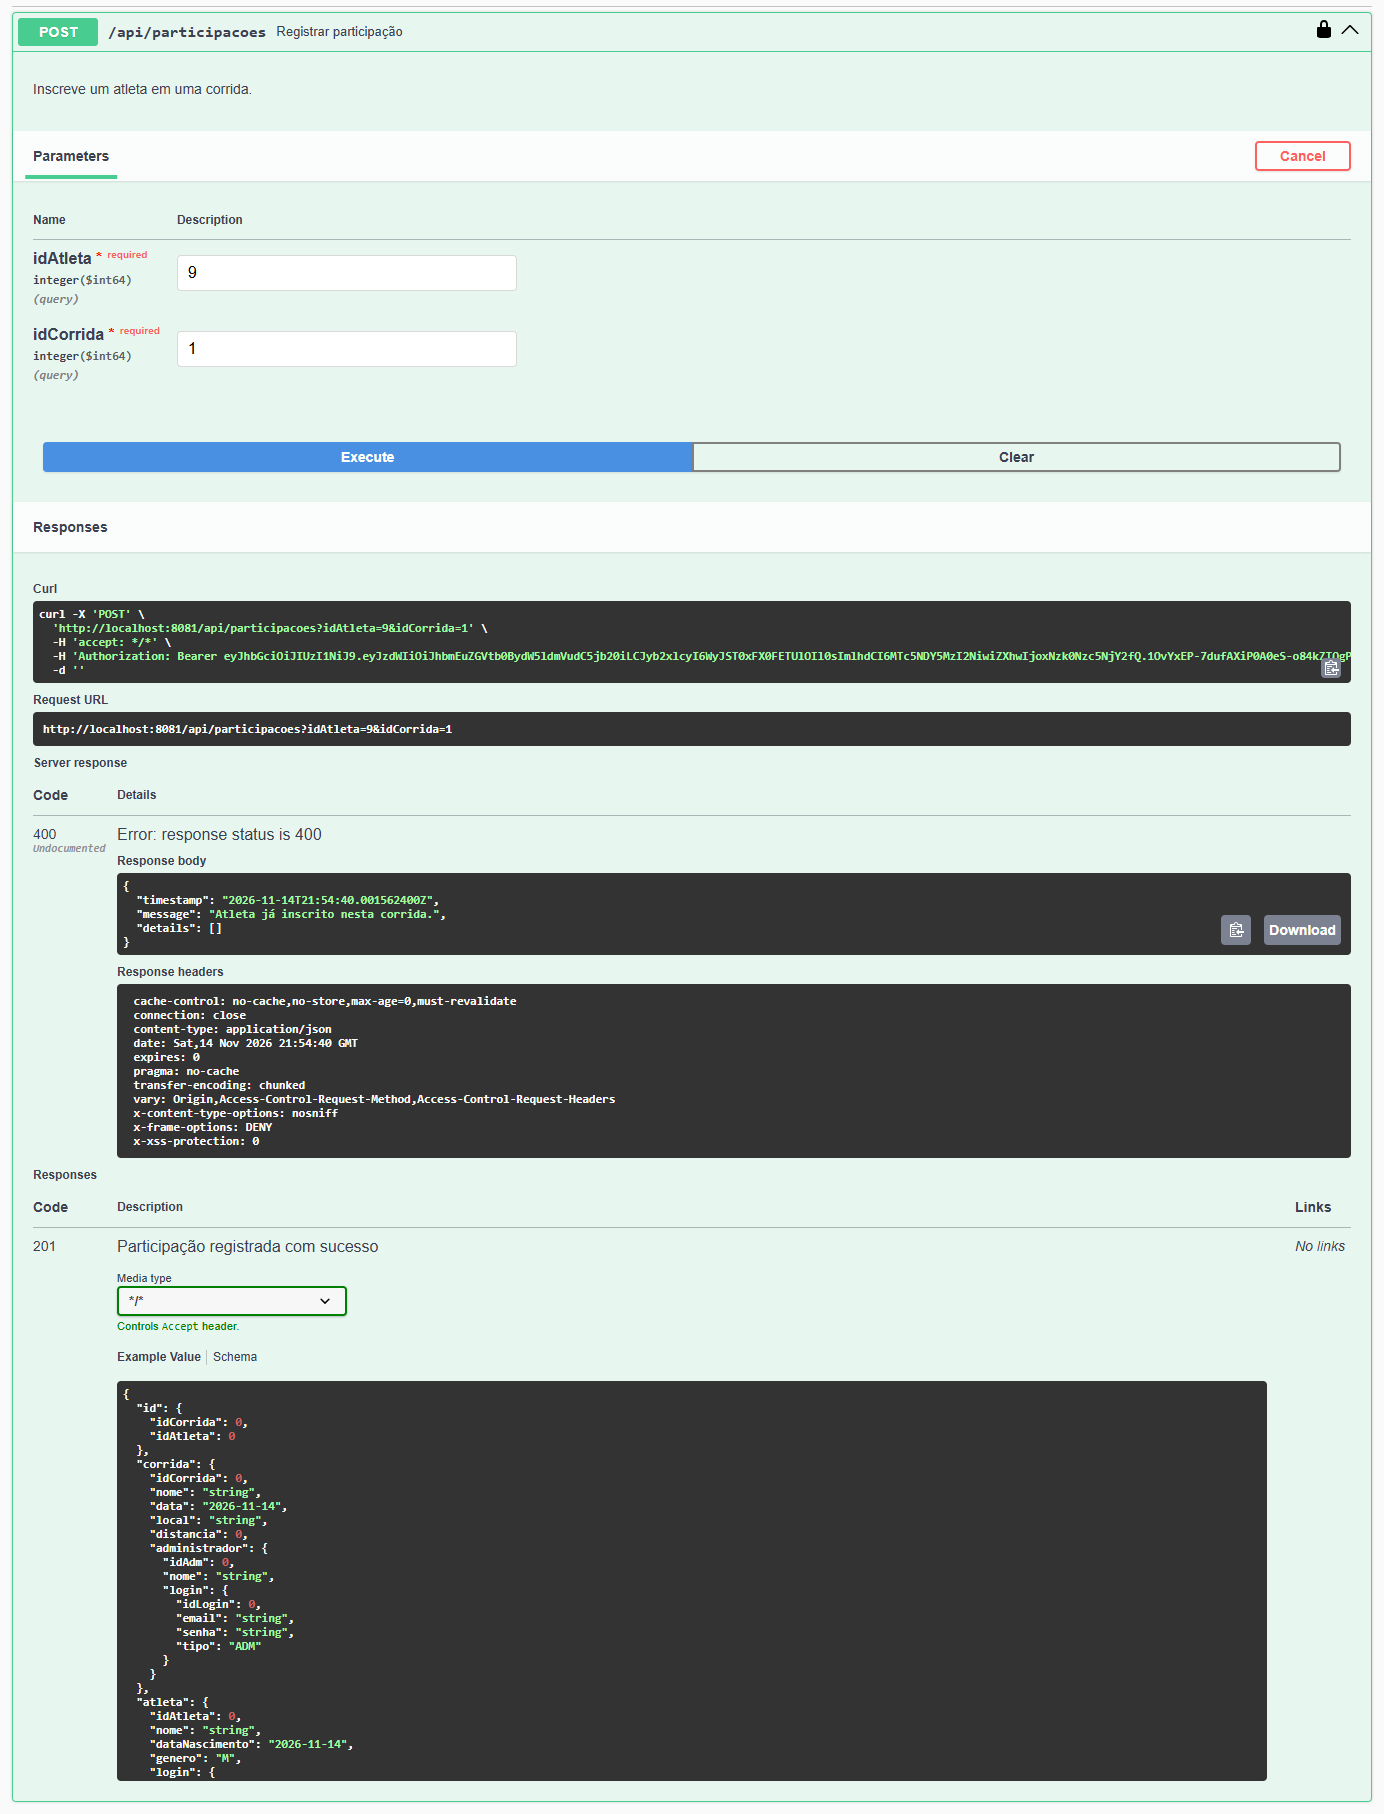 POST /api/participacoes Registrar participação
Inscreve um atleta em uma corrida.
Parameters Cancel
Name Description
idAtleta * required
integer($int64)
(query)
9
idCorrida * required
integer($int64)
(query)
1
Execute Clear
Responses
Curl
curl -X 'POST' \
  'http://localhost:8081/api/participacoes?idAtleta=9&idCorrida=1' \
  -H 'accept: */*' \
  -H 'Authorization: Bearer
  -d ''
Request URL
http://localhost:8081/api/participacoes?idAtleta=9&idCorrida=1
Server response
Code Details
400
Undocumented
Error: response status is 400
Response body
{
  "timestamp": "2026-11-14T21:54:40.001562400Z",
  "message": "Atleta já inscrito nesta corrida.",
  "details": []
}
Download
Response headers
cache-control: no-cache,no-store,max-age=0,must-revalidate
connection: close
content-type: application/json
date: Sat,14 Nov 2026 21:54:40 GMT
expires: 0
pragma: no-cache
transfer-encoding: chunked
vary: Origin,Access-Control-Request-Method,Access-Control-Request-Headers
x-content-type-options: nosniff
x-frame-options: DENY
x-xss-protection: 0
Responses
Code Description Links
201 Participação registrada com sucesso No links
Media type
*/*
Controls Accept header.
Example Value Schema
{
  "id": {
    "idCorrida": 0,
    "idAtleta": 0
  },
  "corrida": {
    "idCorrida": 0,
    "nome": "string",
    "data": "2026-11-14",
    "local": "string",
    "distancia": 0,
    "administrador": {
      "idAdm": 0,
      "nome": "string",
      "login": {
        "idLogin": 0,
        "email": "string",
        "senha": "string",
        "tipo": "ADM"
      }
    }
  },
  "atleta": {
    "idAtleta": 0,
    "nome": "string",
    "dataNascimento": "2026-11-14",
    "genero": "M",
    "login": {